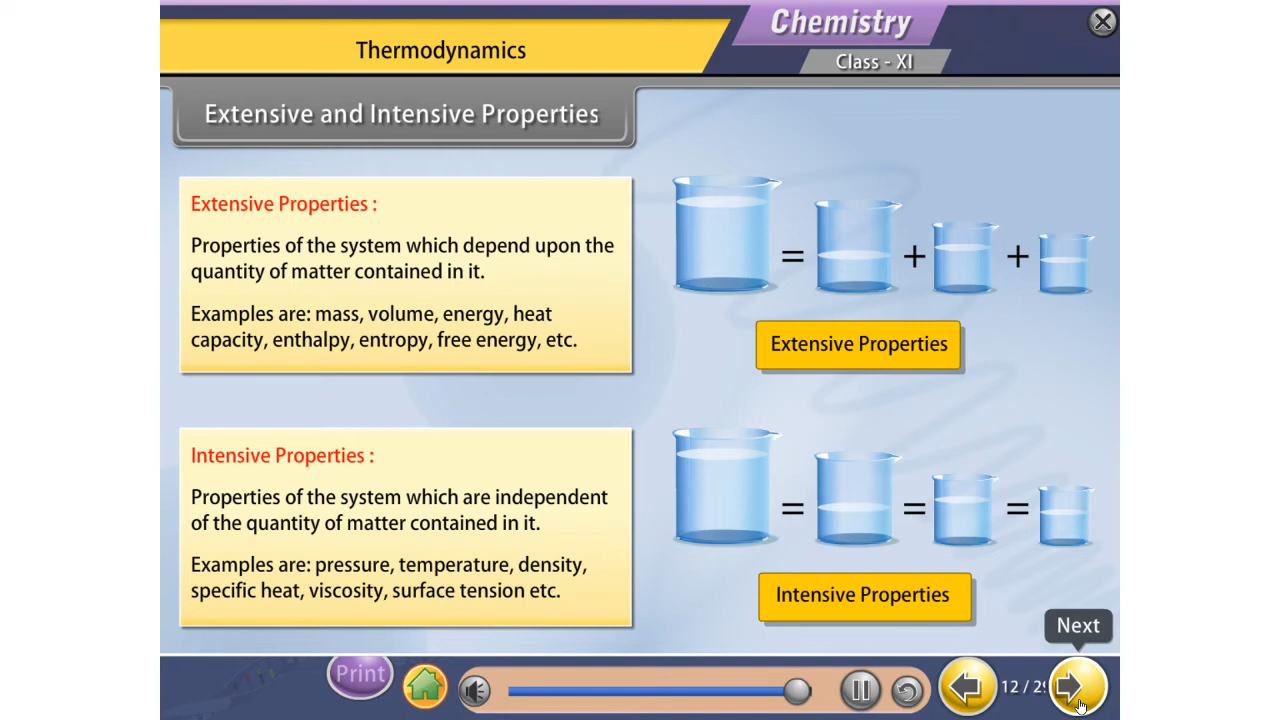 Thermodynamics
Chemistry
Class - XI
Extensive and Intensive Properties
Extensive Properties :
Properties of the system which depend upon the
quantity of matter contained in it.
Examples are: mass, volume, energy, heat
capacity, enthalpy, entropy, free energy, etc.
= + +
Extensive Properties
Intensive Properties :
Properties of the system which are independent
of the quantity of matter contained in it.
Examples are: pressure, temperature, density,
specific heat, viscosity, surface tension etc.
= = =
Intensive Properties
Next
Print
12 / 29